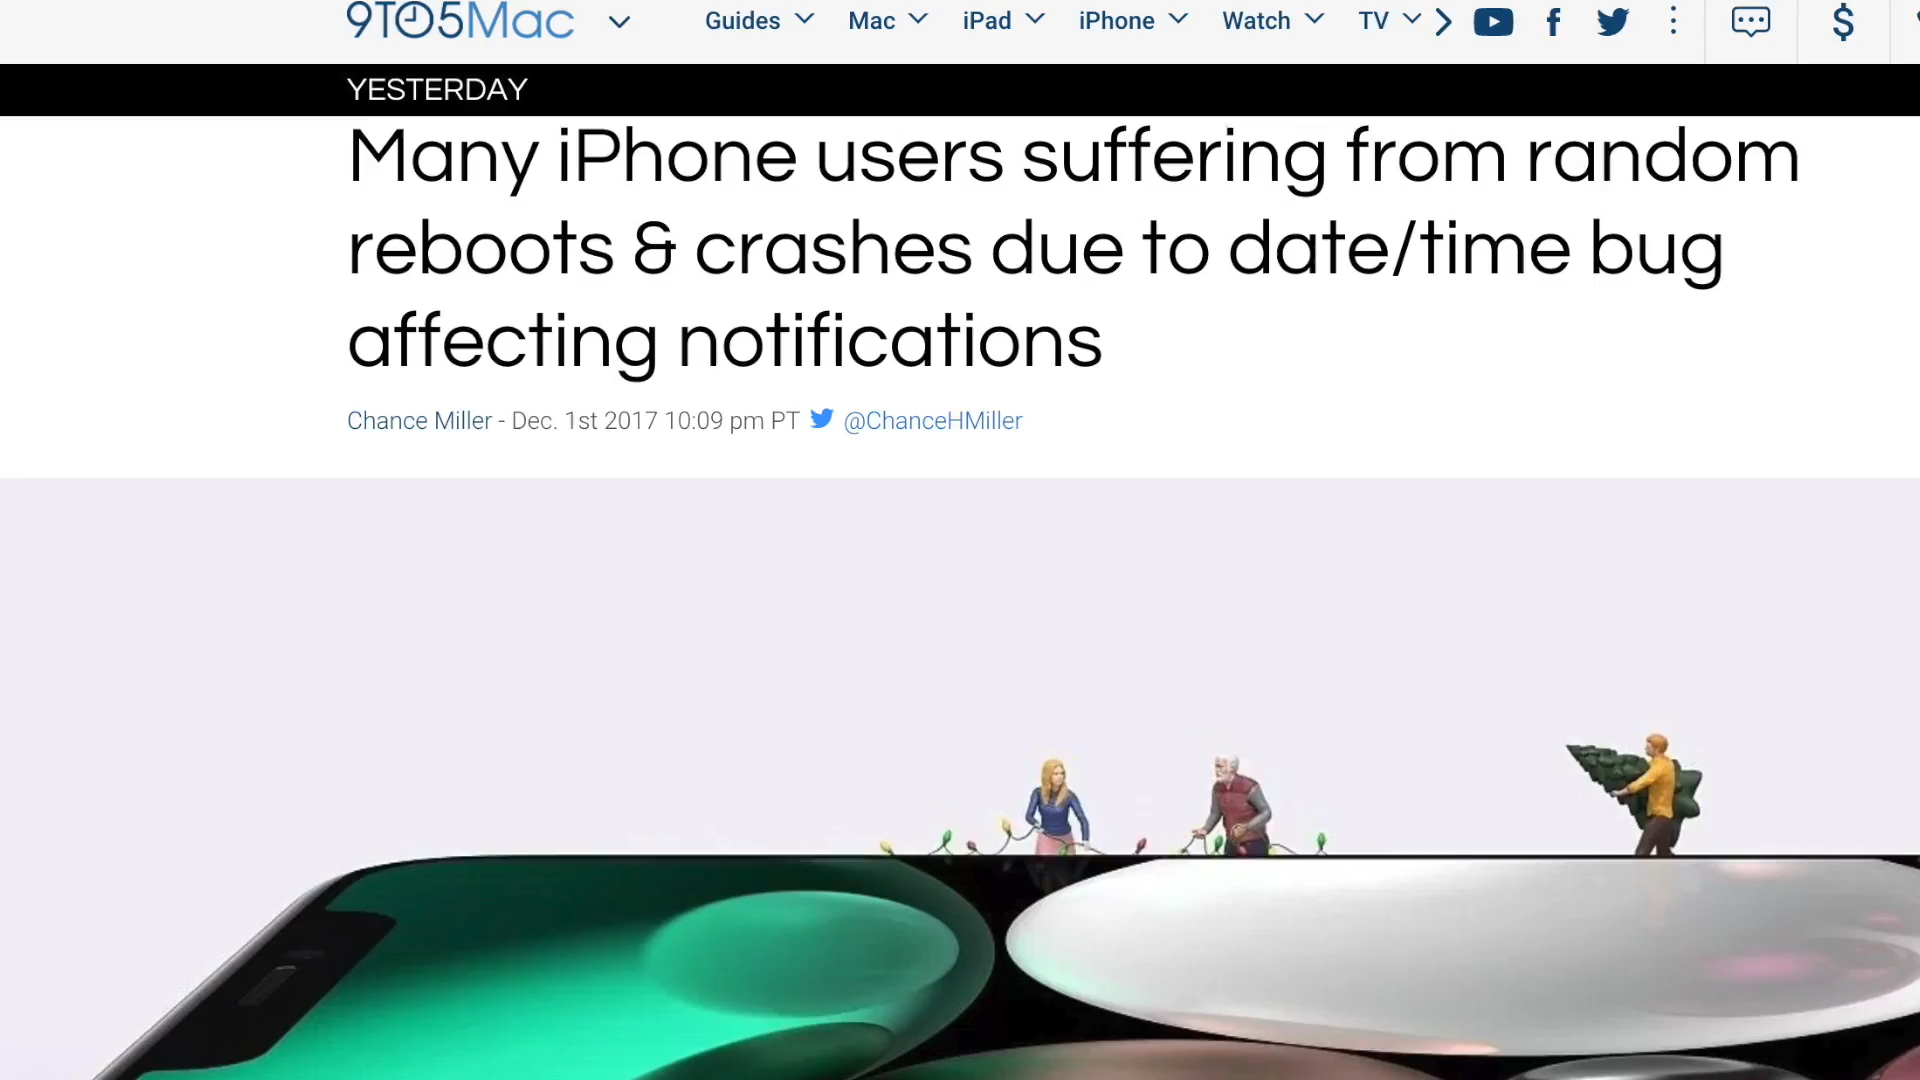 9TO5Mac
Guides Mac iPad iPhone Watch TV
YESTERDAY
Many iPhone users suffering from random
reboots & crashes due to date/time bug
affecting notifications
Chance Miller - Dec. 1st 2017 10:09 pm PT @ChanceHMiller